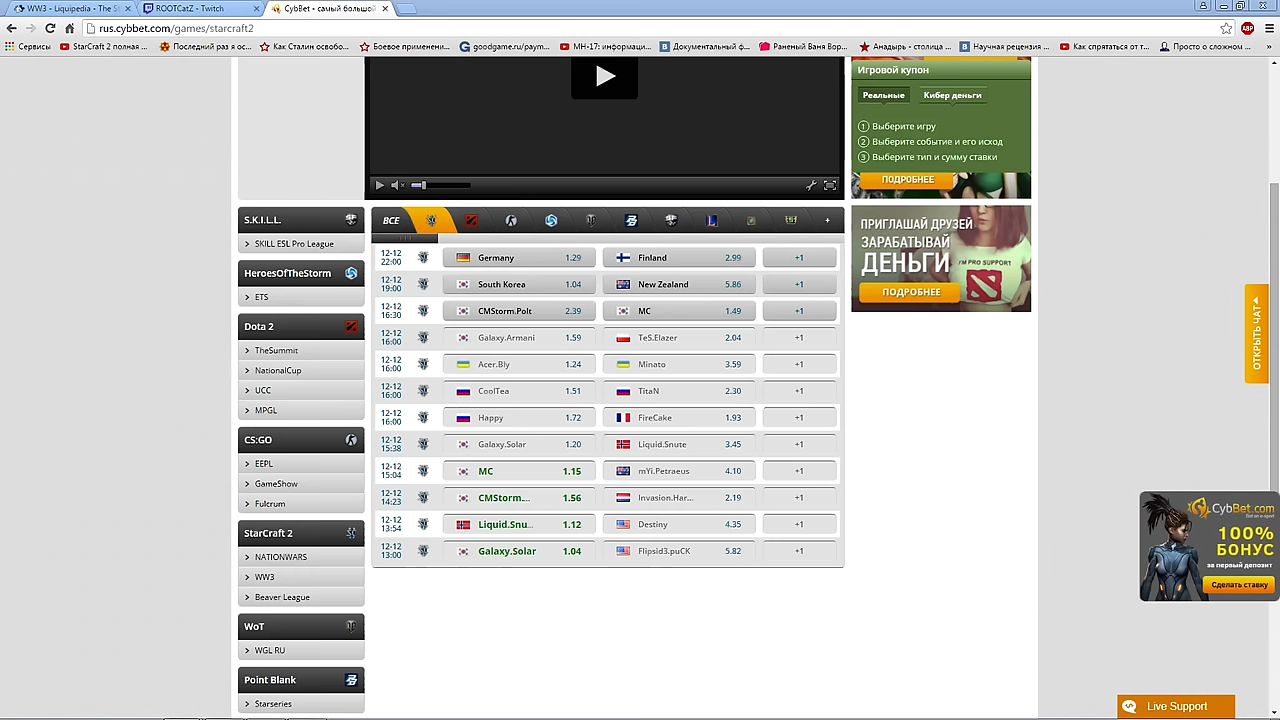 WW3 - Liquipedia - The St
ROOTCatZ - Twitch
CybBet • самый большой
rus.cybbet.com/games/starcraft2
Сервисы
StarCraft 2 полная ...
Последний раз я ос...
Как Сталин освобо...
Боевое применени...
goodgame.ru/paym...
МН-17: информаци...
Документальный ф...
Раненый Ваня Вор...
Анадырь - столица ...
Научная рецензия ...
Как спрятаться от т...
Просто о сложном ...
Игровой купон
Реальные Кибер деньги
1 Выберите игру
2 Выберите событие и его исход
3 Выберите тип и сумму ставки
ПОДРОБНЕЕ
ПРИГЛАШАЙ ДРУЗЕЙ
ЗАРАБАТЫВАЙ
ДЕНЬГИ
I'M PRO SUPPORT
ПОДРОБНЕЕ
S.K.I.L.L.
SKILL ESL Pro League
HeroesOfTheStorm
ETS
Dota 2
TheSummit
NationalCup
UCC
MPGL
CS:GO
EEPL
GameShow
Fulcrum
StarCraft 2
NATIONWARS
WW3
Beaver League
WoT
WGL RU
Point Blank
Starseries
ВСЕ +
12-12 22:00 Germany 1.29 Finland 2.99 +1
12-12 19:00 South Korea 1.04 New Zealand 5.86 +1
12-12 16:30 CMStorm.Polt 2.39 MC 1.49 +1
12-12 16:00 Galaxy.Armani 1.59 TeS.Elazer 2.04 +1
12-12 16:00 Acer.Bly 1.24 Minato 3.59 +1
12-12 16:00 CoolTea 1.51 TitaN 2.30 +1
12-12 16:00 Happy 1.72 FireCake 1.93 +1
12-12 15:38 Galaxy.Solar 1.20 Liquid.Snute 3.45 +1
12-12 15:04 MC 1.15 mYi.Petraeus 4.10 +1
12-12 14:23 CMStorm.... 1.56 Invasion.Har... 2.19 +1
12-12 13:54 Liquid.Snu... 1.12 Destiny 4.35 +1
12-12 13:00 Galaxy.Solar 1.04 Flipsid3.puCK 5.82 +1
ОТКРЫТЬ ЧАТ
CybBet.com
Bet on e-sport
100%
БОНУС
за первый депозит
Сделать ставку
Live Support
ABP